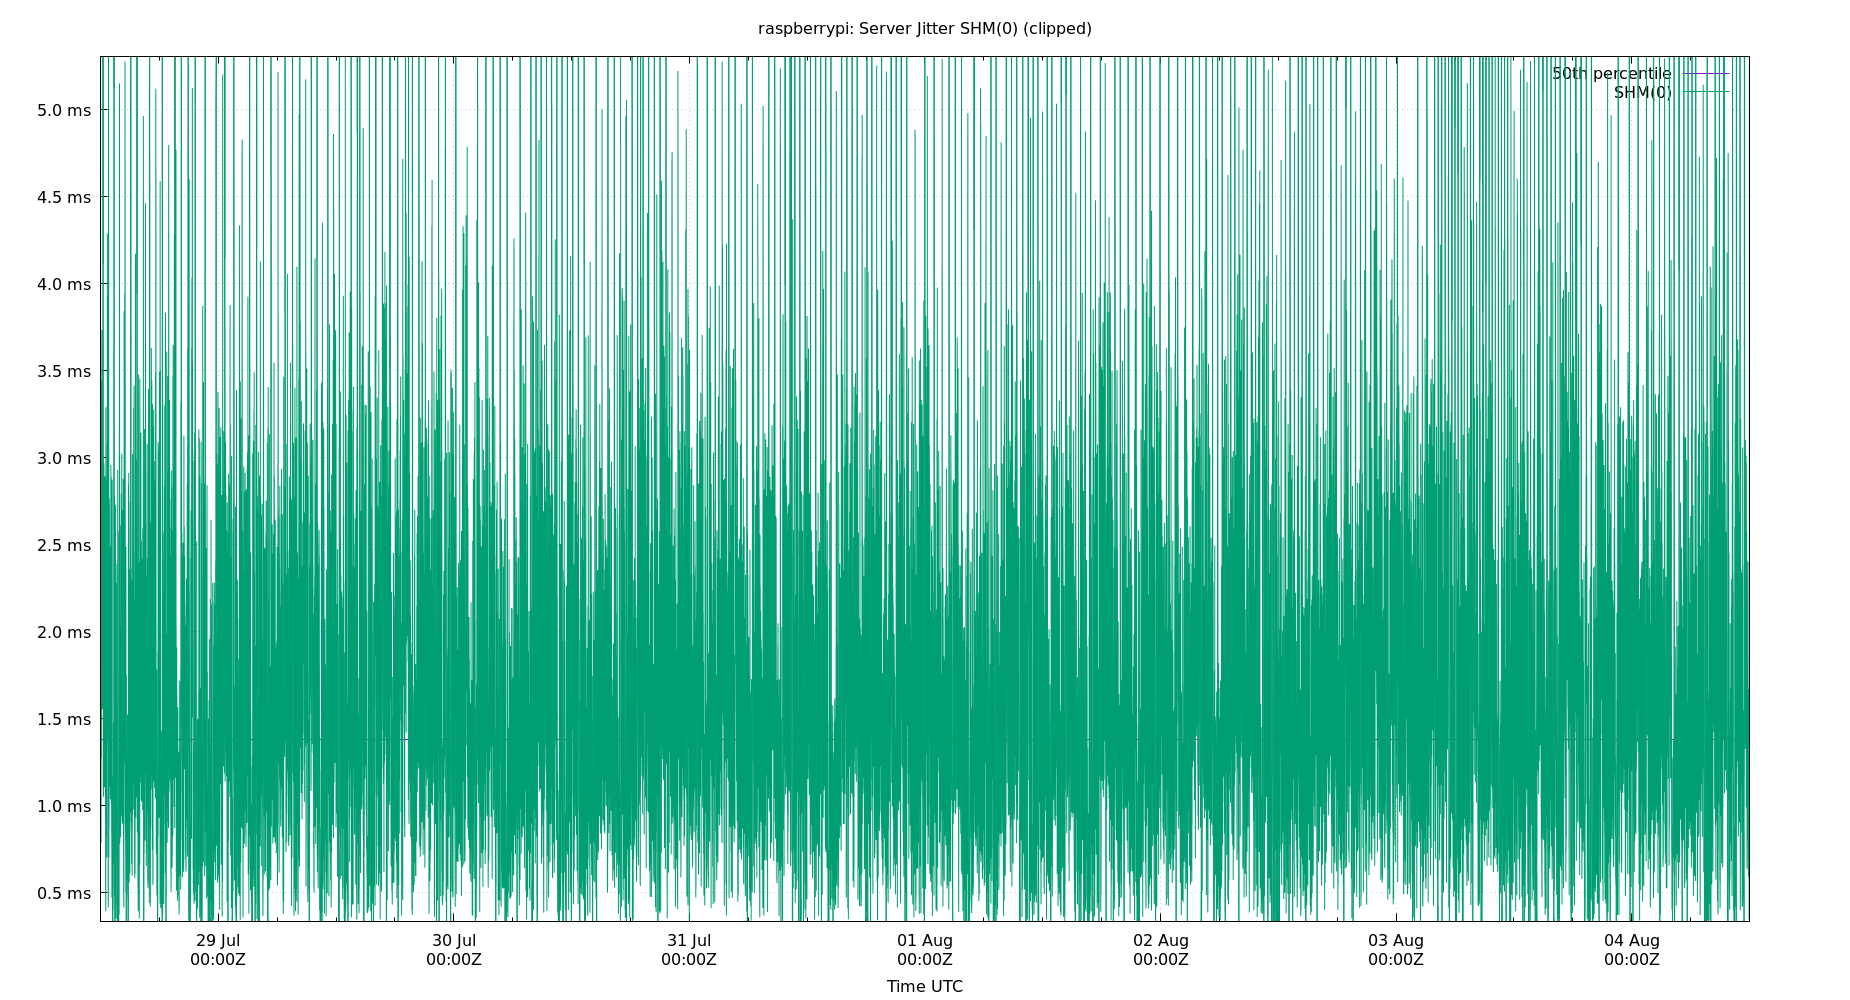 raspberrypi: Server Jitter SHM(0) (clipped)
50th percentile
SHM(0)
5.0 ms
4.5 ms
4.0 ms
3.5 ms
3.0 ms
2.5 ms
2.0 ms
1.5 ms
1.0 ms
0.5 ms
29 Jul 30 Jul 31 Jul 01 Aug 02 Aug 03 Aug 04 Aug
00:00Z 00:00Z 00:00Z 00:00Z 00:00Z 00:00Z 00:00Z
Time UTC